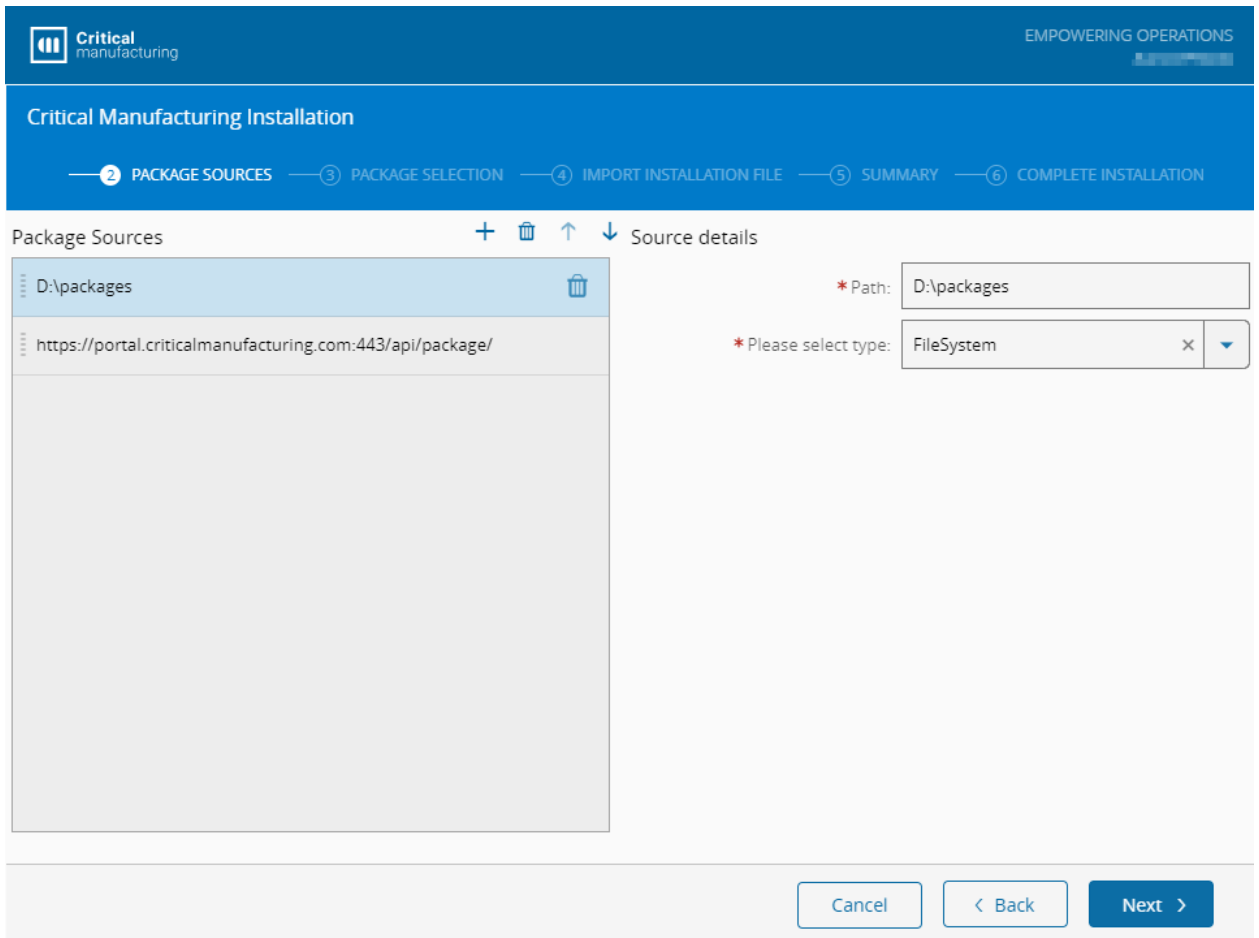 Critical
manufacturing
EMPOWERING OPERATIONS
Critical Manufacturing Installation
2 PACKAGE SOURCES 3 PACKAGE SELECTION 4 IMPORT INSTALLATION FILE 5 SUMMARY 6 COMPLETE INSTALLATION
Package Sources
D:\packages
https://portal.criticalmanufacturing.com:443/api/package/
Source details
*Path: D:\packages
*Please select type: FileSystem
Cancel
Back
Next